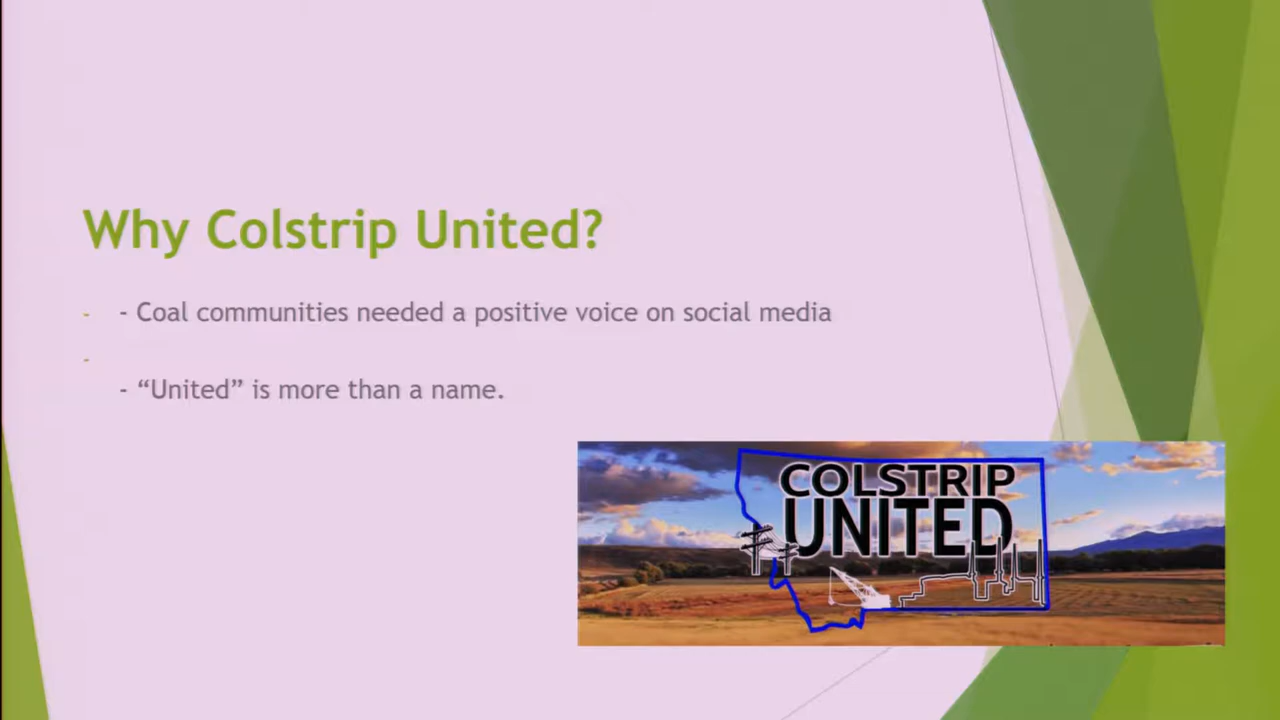 Why Colstrip United?
- - Coal communities needed a positive voice on social media
-
- “United” is more than a name.
COLSTRIP
UNITED